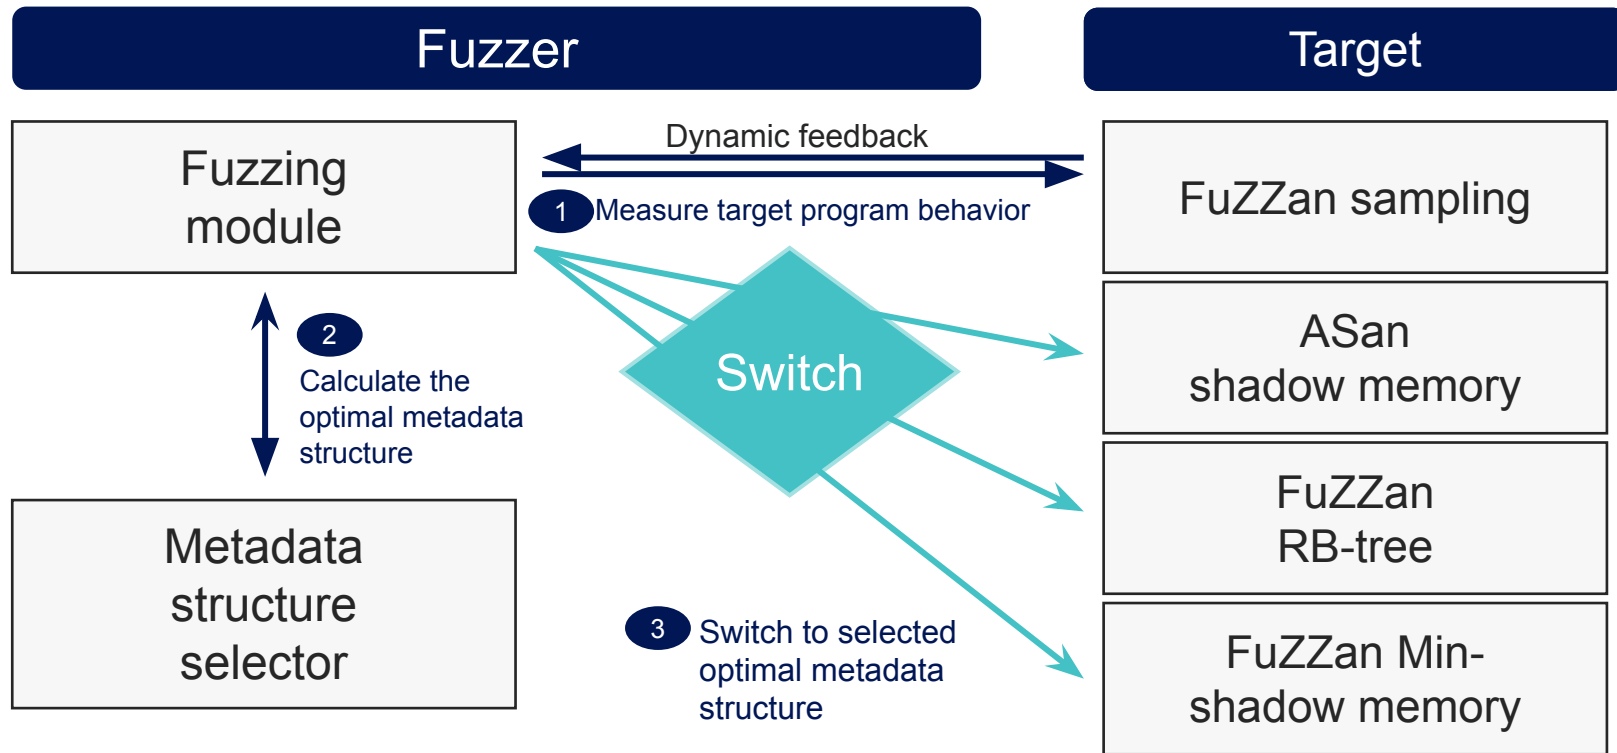 Fuzzer
Target
Fuzzing
module
Dynamic feedback
1 Measure target program behavior
FuZZan sampling
2
Calculate the
optimal metadata
structure
Switch
ASan
shadow memory
FuZZan
RB-tree
Metadata
structure
selector
3 Switch to selected
optimal metadata
structure
FuZZan Min-
shadow memory